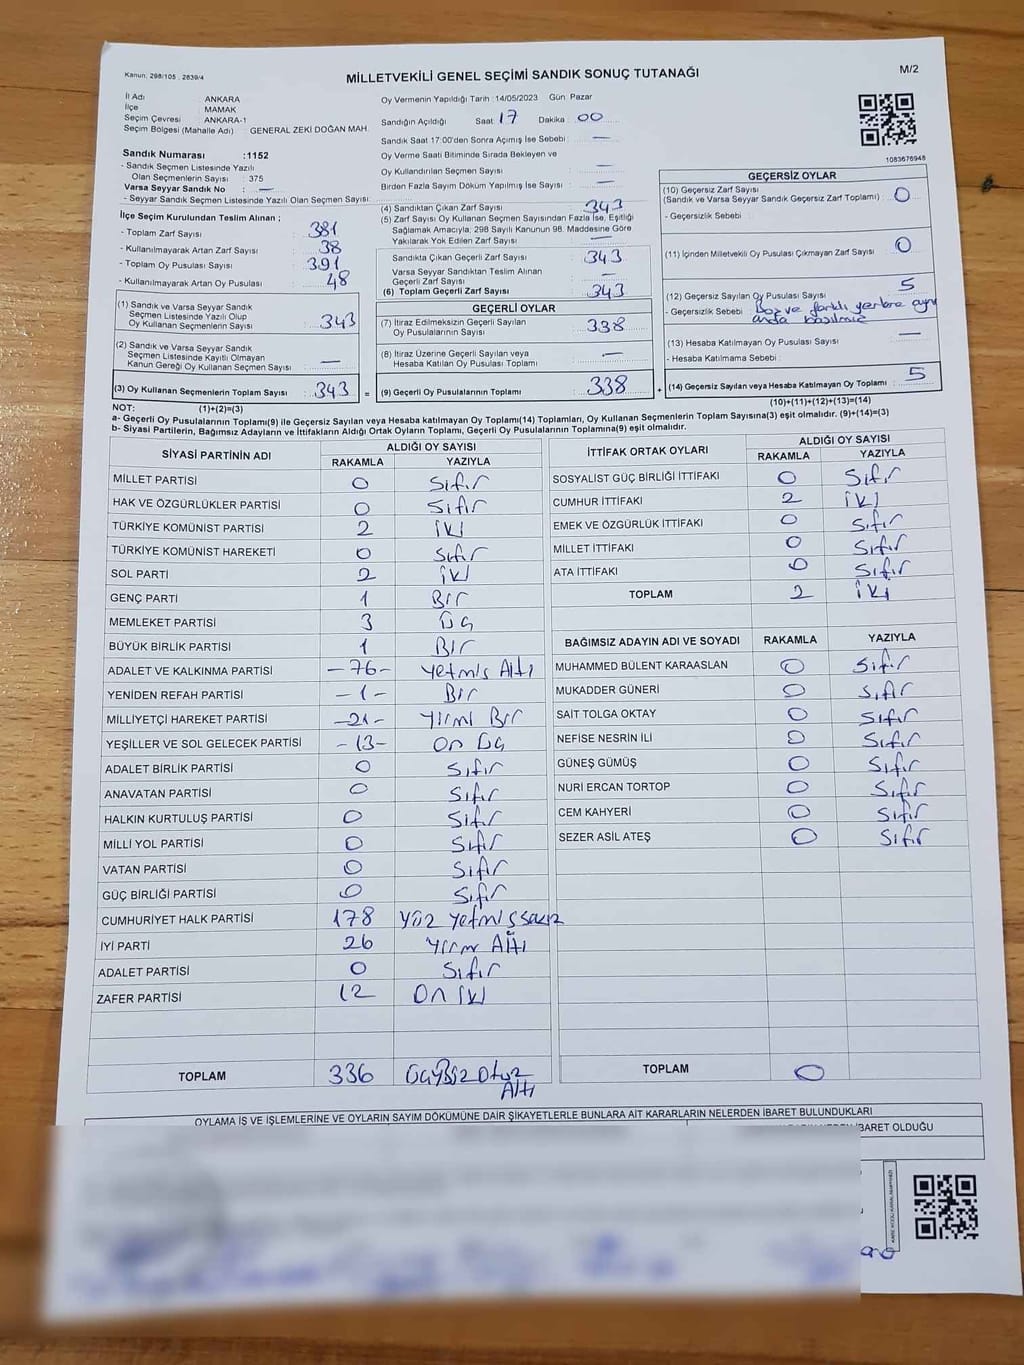 Kanun, 298/105 , 2839/4
MİLLETVEKİLİ GENEL SEÇİMİ SANDIK SONUÇ TUTANAĞI
M/2
İl Adı : ANKARA
İlçe : MAMAK
Seçim Çevresi : ANKARA-1
Seçim Bölgesi (Mahalle Adı) : GENERAL ZEKİ DOĞAN MAH.
Sandık Numarası :1152
- Sandık Seçmen Listesinde Yazılı
Olan Seçmenlerin Sayısı : 375
Varsa Seyyar Sandık No : —
- Seyyar Sandık Seçmen Listesinde Yazılı Olan Seçmen Sayısı:
İlçe Seçim Kurulundan Teslim Alınan ;
- Toplam Zarf Sayısı : 381
- Kullanılmayarak Artan Zarf Sayısı : 38
- Toplam Oy Pusulası Sayısı : 391
- Kullanılmayarak Artan Oy Pusulası : 48
(1) Sandık ve Varsa Seyyar Sandık
Seçmen Listesinde Yazılı Olup
Oy Kullanan Seçmenlerin Sayısı : 343
(2) Sandık ve Varsa Seyyar Sandık
Seçmen Listesinde Kayıtlı Olmayan
Kanun Gereği Oy Kullanan Seçmen Sayısı : —
(3) Oy Kullanan Seçmenlerin Toplam Sayısı : 343 =
(1)+(2)=(3)
Oy Vermenin Yapıldığı Tarih :14/05/2023 Gün: Pazar
Sandığın Açıldığı Saat 17 Dakika : 00
Sandık Saat 17:00'den Sonra Açımış İse Sebebi : —
Oy Verme Saati Bitiminde Sırada Bekleyen ve
Oy Kullandırılan Seçmen Sayısı : —
Birden Fazla Sayım Döküm Yapılmış İse Sayısı : —
(4) Sandıktan Çıkan Zarf Sayısı : 343
(5) Zarf Sayısı Oy Kullanan Seçmen Sayısından Fazla İse, Eşitliği
Sağlamak Amacıyla, 298 Sayılı Kanunun 98. Maddesine Göre
Yakılarak Yok Edilen Zarf Sayısı : —
Sandıkta Çıkan Geçerli Zarf Sayısı : 343
Varsa Seyyar Sandıktan Teslim Alınan
Geçerli Zarf Sayısı : —
(6) Toplam Geçerli Zarf Sayısı : 343
GEÇERLİ OYLAR
(7) İtiraz Edilmeksizin Geçerli Sayılan
Oy Pusulalarının Sayısı : 338
(8) İtiraz Üzerine Geçerli Sayılan veya
Hesaba Katılan Oy Pusulası Toplamı : —
(9) Geçerli Oy Pusulalarının Toplamı : 338 +
1083676948
GEÇERSİZ OYLAR
(10) Geçersiz Zarf Sayısı
(Sandık ve Varsa Seyyar Sandık Geçersiz Zarf Toplamı) : 0
- Geçersizlik Sebebi :
(11) İçinden Milletvekili Oy Pusulası Çıkmayan Zarf Sayısı : 0
(12) Geçersiz Sayılan Oy Pusulası Sayısı : 5
- Geçersizlik Sebebi : Boş ve farklı yerlere aynı
anda basılmış
(13) Hesaba Katılmayan Oy Pusulası Sayısı : —
- Hesaba Katılmama Sebebi :
(14) Geçersiz Sayılan veya Hesaba Katılmayan Oy Toplamı : 5
(10)+(11)+(12)+(13)=(14)
NOT:
a- Geçerli Oy Pusulalarının Toplamı(9) ile Geçersiz Sayılan veya Hesaba katılmayan Oy Toplamı(14) Toplamları, Oy Kullanan Seçmenlerin Toplam Sayısına(3) eşit olmalıdır. (9)+(14)=(3)
b- Siyasi Partilerin, Bağımsız Adayların ve İttifakların Aldığı Ortak Oyların Toplamı, Geçerli Oy Pusulalarının Toplamına(9) eşit olmalıdır.
SİYASİ PARTİNİN ADI ALDIĞI OY SAYISI
RAKAMLA YAZIYLA
MİLLET PARTİSİ 0 Sıfır
HAK VE ÖZGÜRLÜKLER PARTİSİ 0 Sıfır
TÜRKİYE KOMÜNİST PARTİSİ 2 İki
TÜRKİYE KOMÜNİST HAREKETİ 0 Sıfır
SOL PARTİ 2 İki
GENÇ PARTİ 1 Bir
MEMLEKET PARTİSİ 3 Üç
BÜYÜK BİRLİK PARTİSİ 1 Bir
ADALET VE KALKINMA PARTİSİ -76- Yetmiş Altı
YENİDEN REFAH PARTİSİ -1- Bir
MİLLİYETÇİ HAREKET PARTİSİ -21- Yirmi Bir
YEŞİLLER VE SOL GELECEK PARTİSİ -13- On Üç
ADALET BİRLİK PARTİSİ 0 Sıfır
ANAVATAN PARTİSİ 0 Sıfır
HALKIN KURTULUŞ PARTİSİ 0 Sıfır
MİLLİ YOL PARTİSİ 0 Sıfır
VATAN PARTİSİ 0 Sıfır
GÜÇ BİRLİĞİ PARTİSİ 0 Sıfır
CUMHURİYET HALK PARTİSİ 178 Yüz Yetmiş sekiz
İYİ PARTİ 26 Yirmi Altı
ADALET PARTİSİ 0 Sıfır
ZAFER PARTİSİ 12 On İki
TOPLAM 336 Üçyüz Otuz
Altı
İTTİFAK ORTAK OYLARI ALDIĞI OY SAYISI
RAKAMLA YAZIYLA
SOSYALİST GÜÇ BİRLİĞİ İTTİFAKI 0 Sıfır
CUMHUR İTTİFAKI 2 İki
EMEK VE ÖZGÜRLÜK İTTİFAKI 0 Sıfır
MİLLET İTTİFAKI 0 Sıfır
ATA İTTİFAKI 0 Sıfır
TOPLAM 2 İki
BAĞIMSIZ ADAYIN ADI VE SOYADI RAKAMLA YAZIYLA
MUHAMMED BÜLENT KARAASLAN 0 Sıfır
MUKADDER GÜNERİ 0 Sıfır
SAİT TOLGA OKTAY 0 Sıfır
NEFİSE NESRİN İLİ 0 Sıfır
GÜNEŞ GÜMÜŞ 0 Sıfır
NURİ ERCAN TORTOP 0 Sıfır
CEM KAHYERİ 0 Sıfır
SEZER ASİL ATEŞ 0 Sıfır
TOPLAM 0
OYLAMA İŞ VE İŞLEMLERİNE VE OYLARIN SAYIM DÖKÜMÜNE DAİR ŞİKAYETLERLE BUNLARA AİT KARARLARIN NELERDEN İBARET BULUNDUKLARI
İBARET OLDUĞU